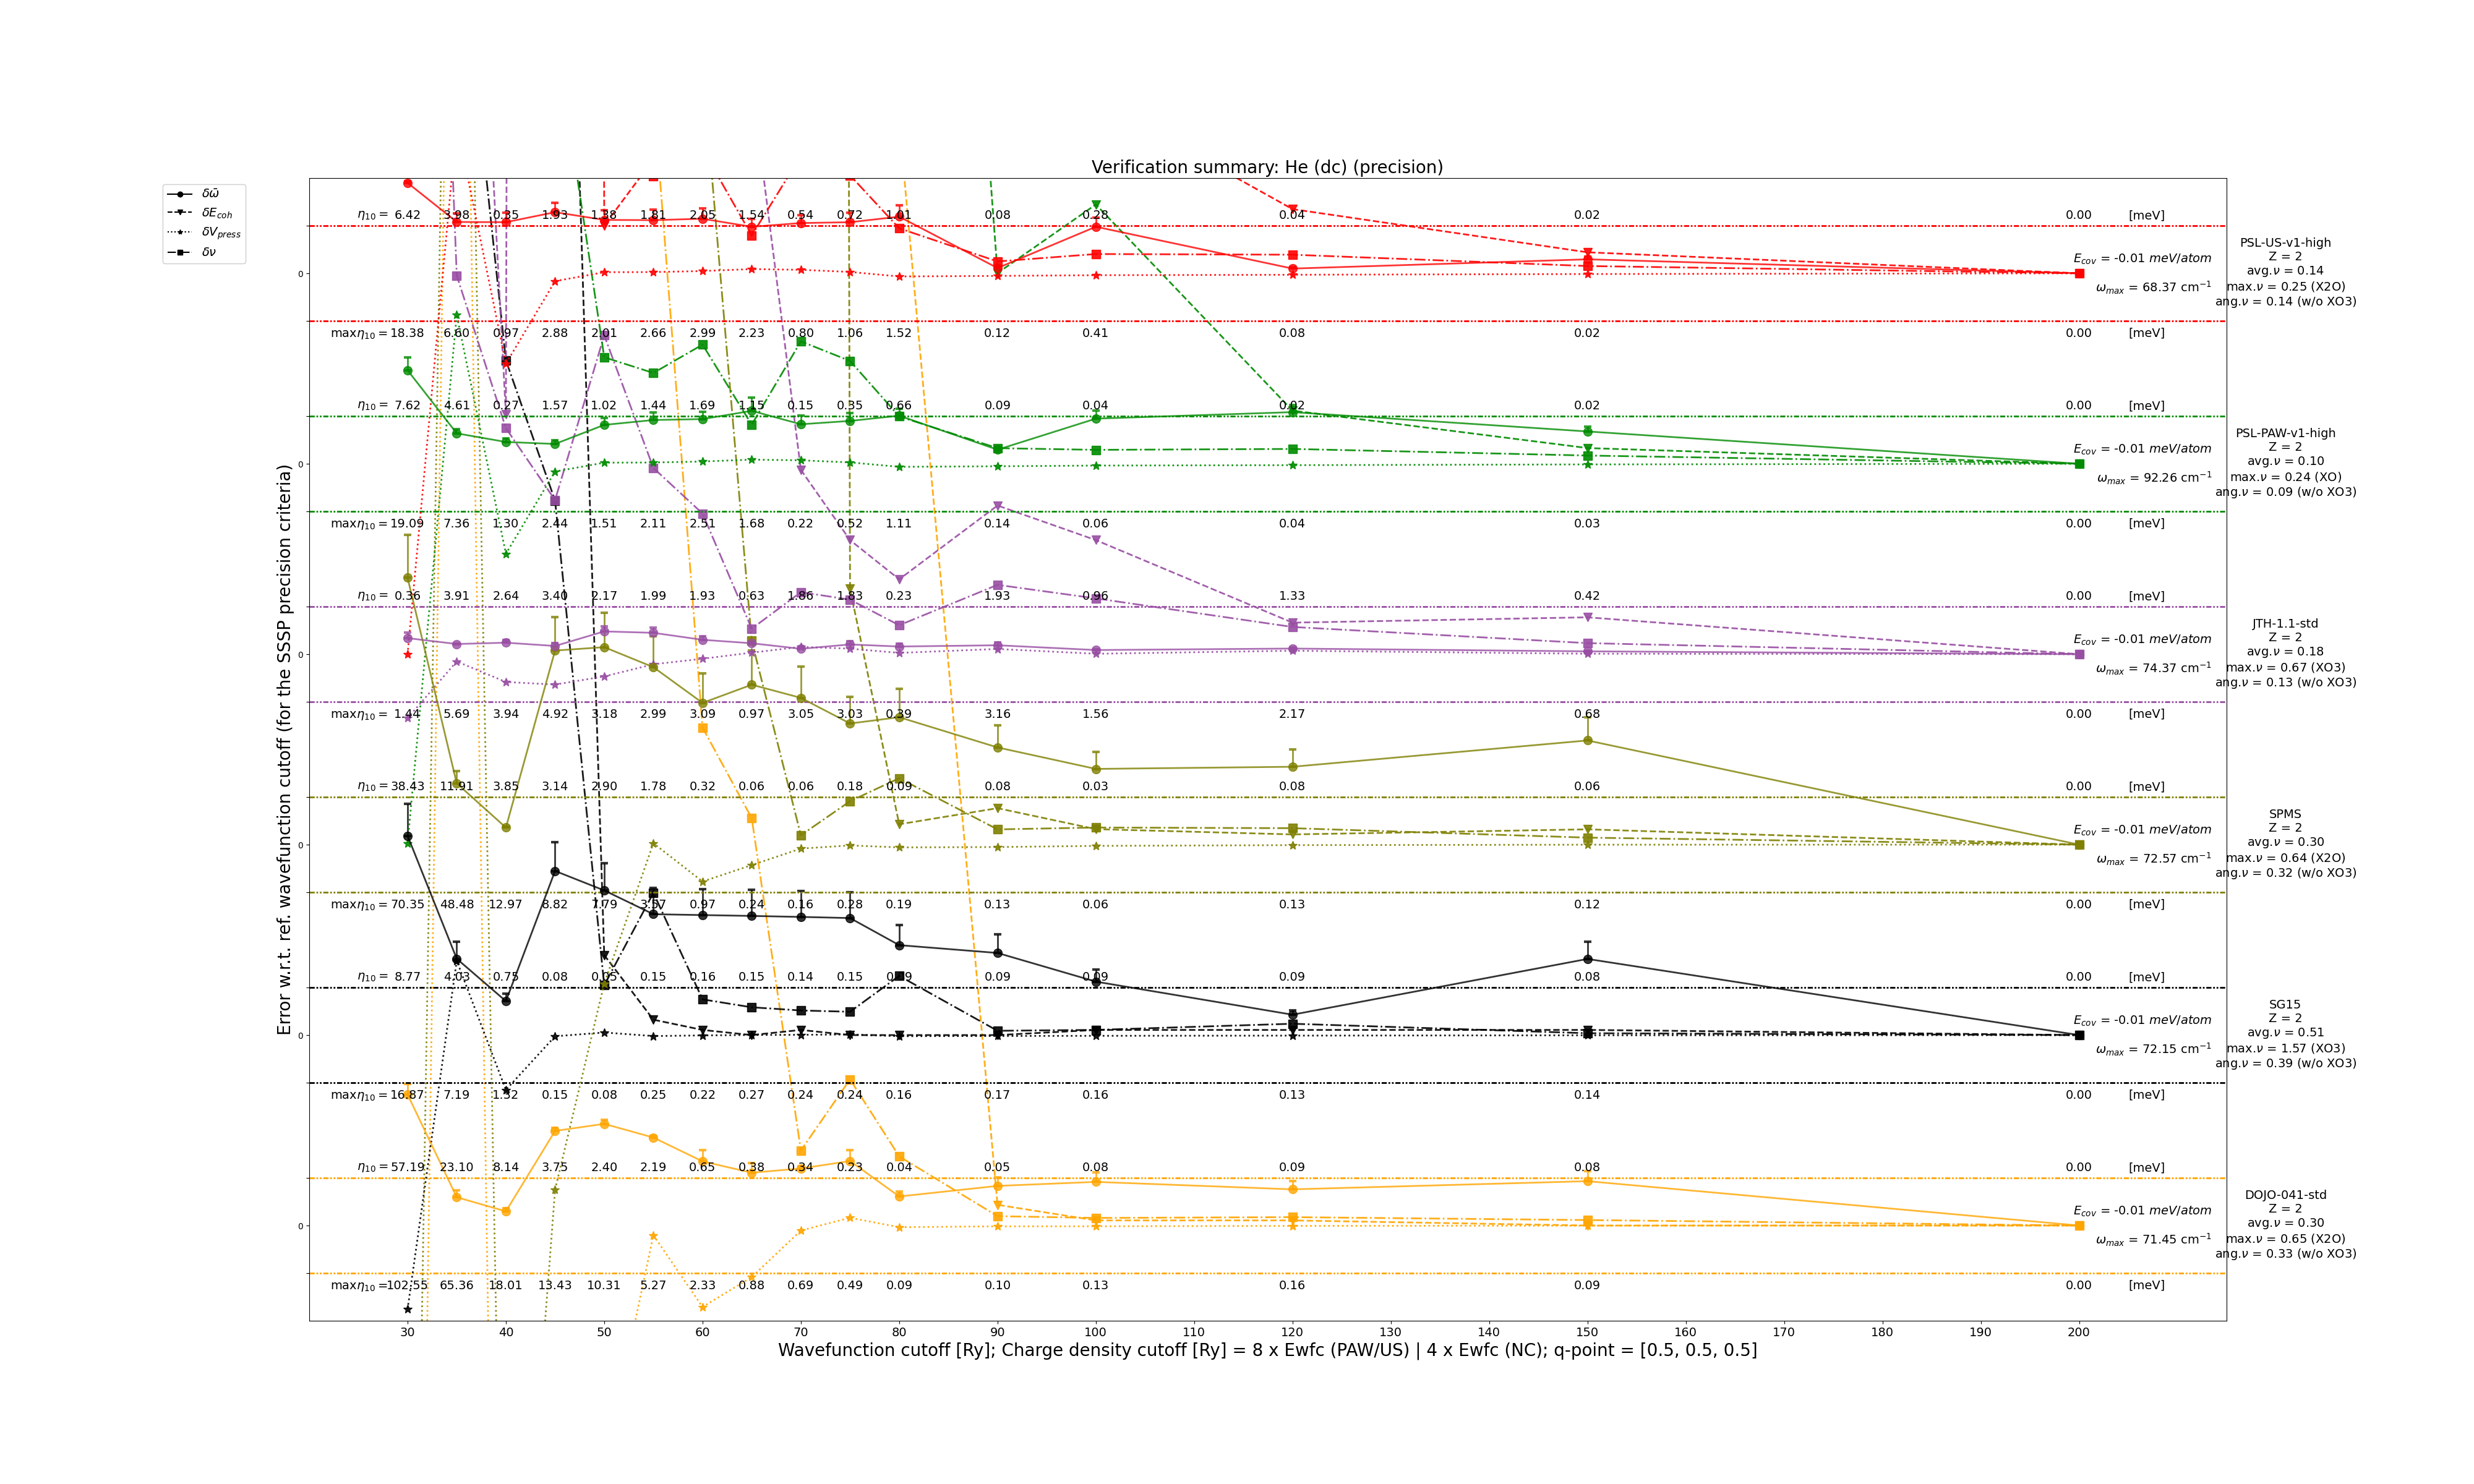 Verification summary: He (dc) (precision)
δω̄
δE_coh
δV_press
δν
Error w.r.t. ref. wavefunction cutoff (for the SSSP precision criteria)
η₁₀ = 6.42 3.98 0.35 1.93 1.38 1.81 2.05 1.54 0.54 0.72 1.01 0.08 0.28 0.04 0.02 0.00 [meV]
PSL-US-v1-high
Z = 2
avg.ν = 0.14
max.ν = 0.25 (X2O)
ang.ν = 0.14 (w/o XO3)
0
E_cov = -0.01 meV/atom
ω_max = 68.37 cm⁻¹
maxη₁₀ = 18.38 6.60 0.97 2.88 2.01 2.66 2.99 2.23 0.80 1.06 1.52 0.12 0.41 0.08 0.02 0.00 [meV]
η₁₀ = 7.62 4.61 0.27 1.57 1.02 1.44 1.69 1.15 0.15 0.35 0.66 0.09 0.04 0.02 0.02 0.00 [meV]
PSL-PAW-v1-high
Z = 2
avg.ν = 0.10
max.ν = 0.24 (XO)
ang.ν = 0.09 (w/o XO3)
0
E_cov = -0.01 meV/atom
ω_max = 92.26 cm⁻¹
maxη₁₀ = 19.09 7.36 1.30 2.44 1.51 2.11 2.51 1.68 0.22 0.52 1.11 0.14 0.06 0.04 0.03 0.00 [meV]
η₁₀ = 0.36 3.91 2.64 3.40 2.17 1.99 1.93 0.63 1.86 1.83 0.23 1.93 0.96 1.33 0.42 0.00 [meV]
JTH-1.1-std
Z = 2
avg.ν = 0.18
max.ν = 0.67 (XO3)
ang.ν = 0.13 (w/o XO3)
0
E_cov = -0.01 meV/atom
ω_max = 74.37 cm⁻¹
maxη₁₀ = 1.44 5.69 3.94 4.92 3.18 2.99 3.09 0.97 3.05 3.03 0.39 3.16 1.56 2.17 0.68 0.00 [meV]
η₁₀ = 38.43 11.91 3.85 3.14 2.90 1.78 0.32 0.06 0.06 0.18 0.09 0.08 0.03 0.08 0.06 0.00 [meV]
SPMS
Z = 2
avg.ν = 0.30
max.ν = 0.64 (X2O)
ang.ν = 0.32 (w/o XO3)
0
E_cov = -0.01 meV/atom
ω_max = 72.57 cm⁻¹
maxη₁₀ = 70.35 48.48 12.97 8.82 7.79 3.57 0.97 0.24 0.16 0.28 0.19 0.13 0.06 0.13 0.12 0.00 [meV]
η₁₀ = 8.77 4.03 0.75 0.08 0.05 0.15 0.16 0.15 0.14 0.15 0.09 0.09 0.09 0.09 0.08 0.00 [meV]
SG15
Z = 2
avg.ν = 0.51
max.ν = 1.57 (XO3)
ang.ν = 0.39 (w/o XO3)
0
E_cov = -0.01 meV/atom
ω_max = 72.15 cm⁻¹
maxη₁₀ = 16.87 7.19 1.32 0.15 0.08 0.25 0.22 0.27 0.24 0.24 0.16 0.17 0.16 0.13 0.14 0.00 [meV]
η₁₀ = 57.19 23.10 8.14 3.75 2.40 2.19 0.65 0.38 0.34 0.23 0.04 0.05 0.08 0.09 0.08 0.00 [meV]
DOJO-041-std
Z = 2
avg.ν = 0.30
max.ν = 0.65 (X2O)
ang.ν = 0.33 (w/o XO3)
0
E_cov = -0.01 meV/atom
ω_max = 71.45 cm⁻¹
maxη₁₀ = 102.55 65.36 18.01 13.43 10.31 5.27 2.33 0.88 0.69 0.49 0.09 0.10 0.13 0.16 0.09 0.00 [meV]
30 40 50 60 70 80 90 100 110 120 130 140 150 160 170 180 190 200
Wavefunction cutoff [Ry]; Charge density cutoff [Ry] = 8 x Ewfc (PAW/US) | 4 x Ewfc (NC); q-point = [0.5, 0.5, 0.5]